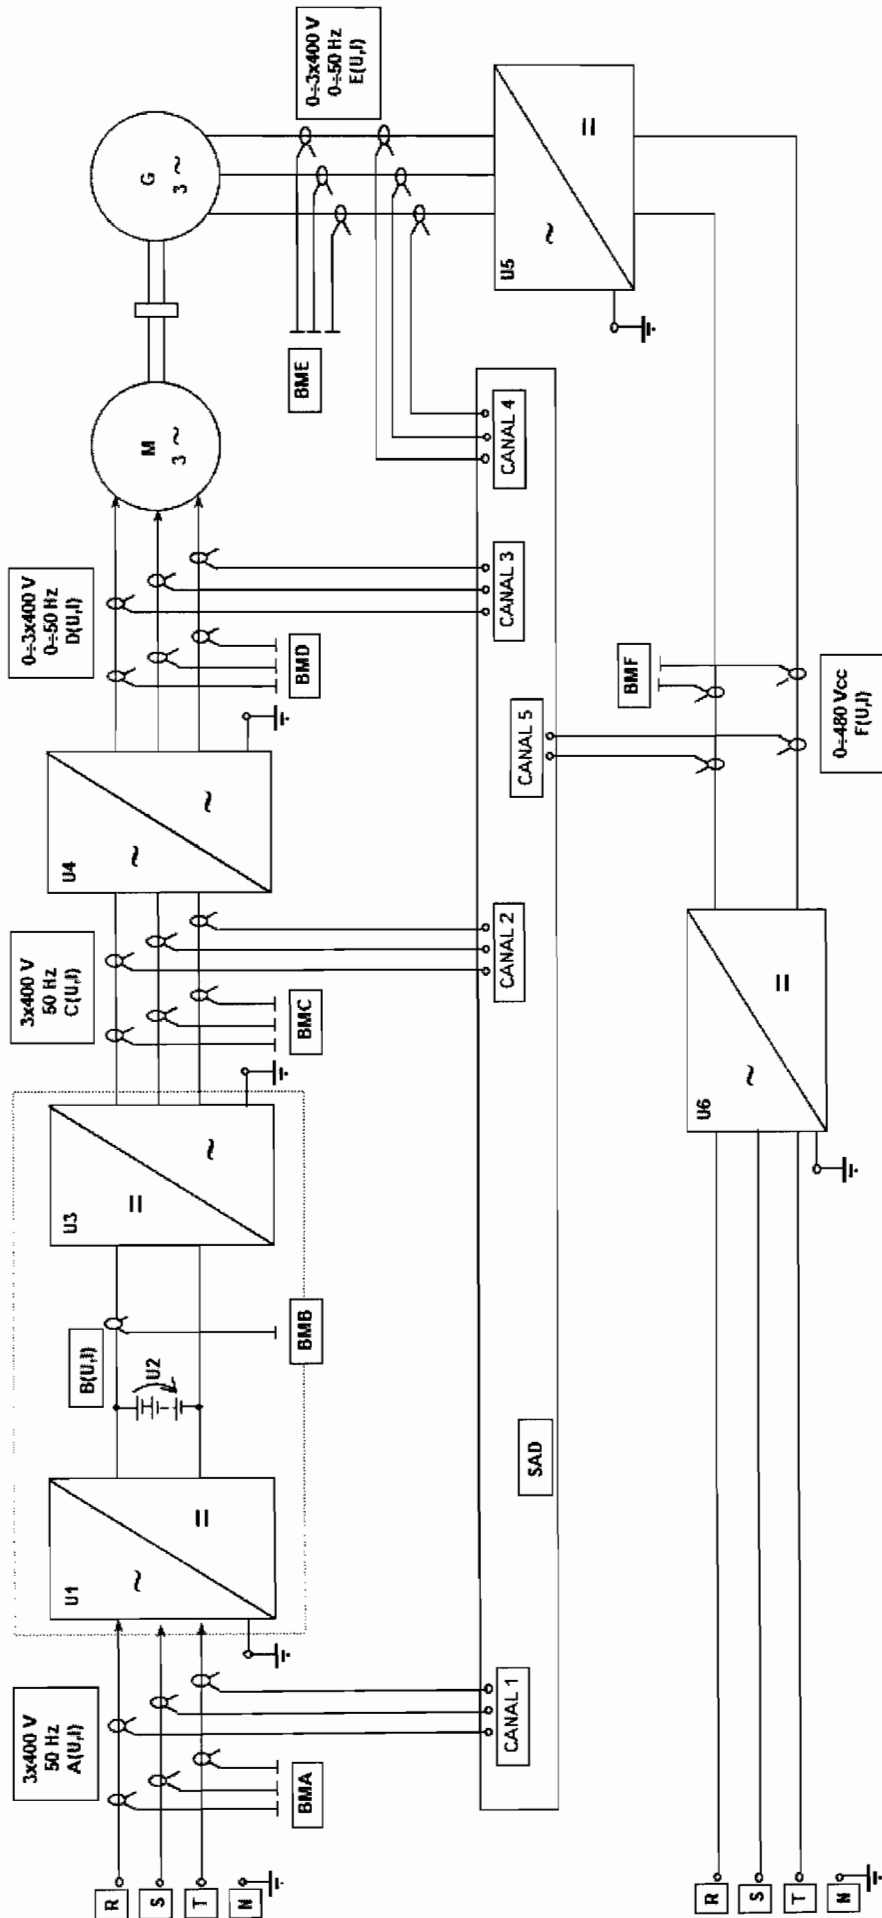 R
S
T
N
3x400 V
50 Hz
A(U,I)
BMA
CANAL 1
U1
~
=
U2
B(U,I)
BMB
U3
=
~
3x400 V
50 Hz
C(U,I)
BMC
CANAL 2
U4
~
~
0÷3x400 V
0÷50 Hz
D(U,I)
BMD
CANAL 3
M
3 ~
G
3 ~
0÷3x400 V
0÷50 Hz
E(U,I)
BME
CANAL 4
U5
~
=
SAD
CANAL 5
BMF
0÷480 Vcc
F(U,I)
U6
~
=
R
S
T
N